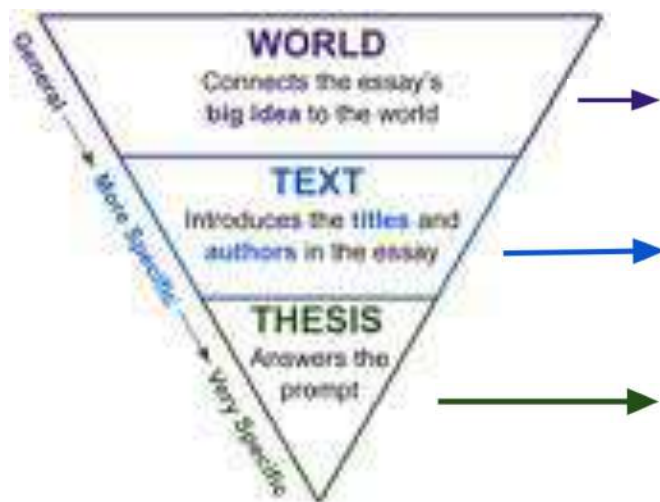 WORLD
Connects the essay's
big idea to the world
TEXT
Introduces the titles and
authors in the essay
THESIS
Answers the
prompt
General
More Specific
Very Specific